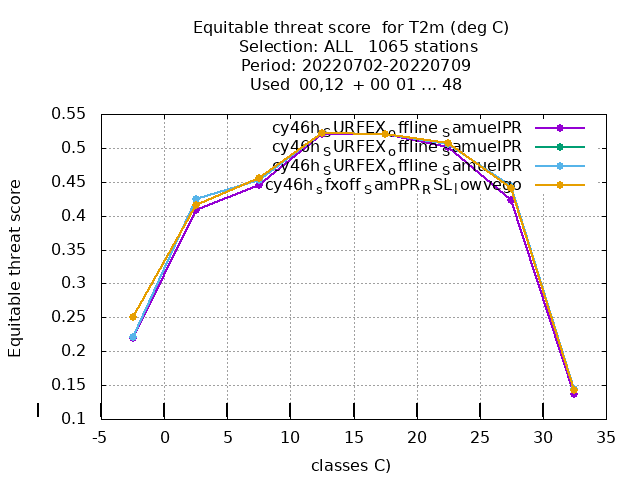 Equitable threat score for T2m (deg C)
Selection: ALL 1065 stations
Period: 20220702-20220709
Used 00,12 + 00 01 ... 48
0.55
0.5
0.45
0.4
0.35
0.3
0.25
0.2
0.15
0.1
Equitable threat score
cy46h_SURFEX_offline_SamuelPR
cy46h_SURFEX_offline_SamuelPR
cy46h_SURFEX_offline_SamuelPR
cy46h_sfxoff_SamPR_RSL_lowvego
-5 0 5 10 15 20 25 30 35
classes C)